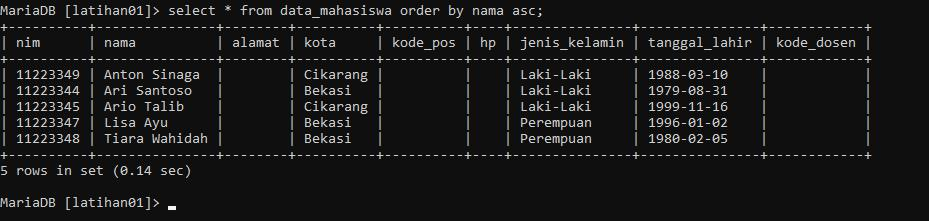 MariaDB [latihan01]> select * from data_mahasiswa order by nama asc;
+----------+---------------+--------+----------+----------+----+---------------+---------------+------------+
| nim      | nama          | alamat | kota     | kode_pos | hp | jenis_kelamin | tanggal_lahir | kode_dosen |
+----------+---------------+--------+----------+----------+----+---------------+---------------+------------+
| 11223349 | Anton Sinaga  |        | Cikarang |          |    | Laki-Laki     | 1988-03-10    |            |
| 11223344 | Ari Santoso   |        | Bekasi   |          |    | Laki-Laki     | 1979-08-31    |            |
| 11223345 | Ario Talib    |        | Cikarang |          |    | Laki-Laki     | 1999-11-16    |            |
| 11223347 | Lisa Ayu      |        | Bekasi   |          |    | Perempuan     | 1996-01-02    |            |
| 11223348 | Tiara Wahidah |        | Bekasi   |          |    | Perempuan     | 1980-02-05    |            |
+----------+---------------+--------+----------+----------+----+---------------+---------------+------------+
5 rows in set (0.14 sec)
MariaDB [latihan01]> _